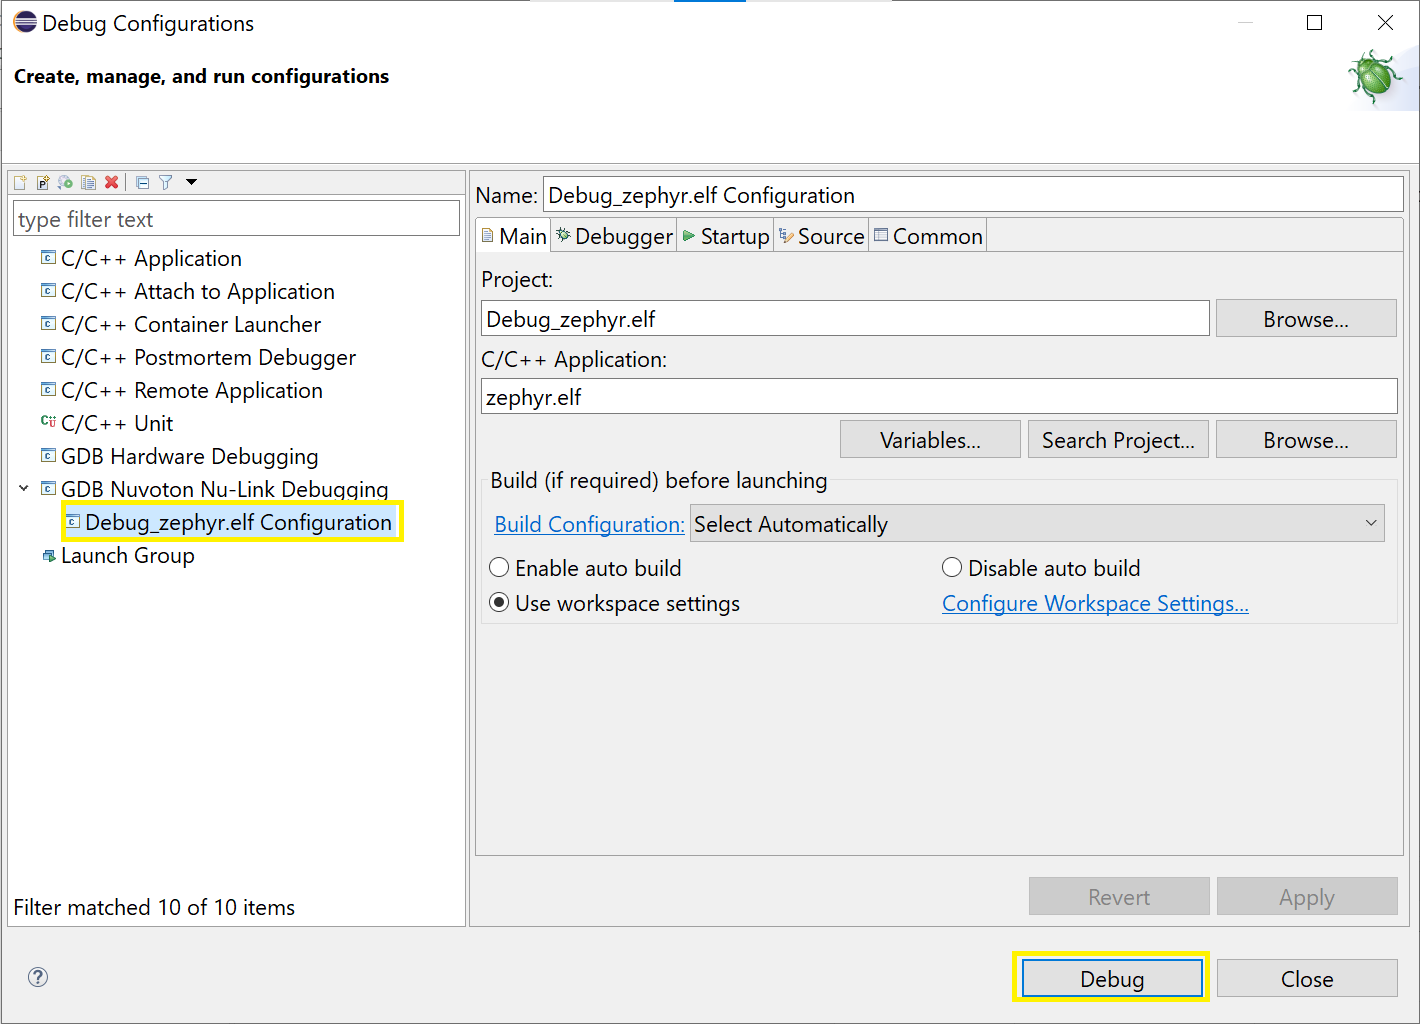 Debug Configurations
Create, manage, and run configurations
type filter text
C/C++ Application
C/C++ Attach to Application
C/C++ Container Launcher
C/C++ Postmortem Debugger
C/C++ Remote Application
C/C++ Unit
GDB Hardware Debugging
GDB Nuvoton Nu-Link Debugging
Debug_zephyr.elf Configuration
Launch Group
Filter matched 10 of 10 items
Name: Debug_zephyr.elf Configuration
Main Debugger Startup Source Common
Project:
Debug_zephyr.elf Browse...
C/C++ Application:
zephyr.elf
Variables... Search Project... Browse...
Build (if required) before launching
Build Configuration: Select Automatically
Enable auto build Disable auto build
Use workspace settings Configure Workspace Settings...
Revert Apply
Debug Close